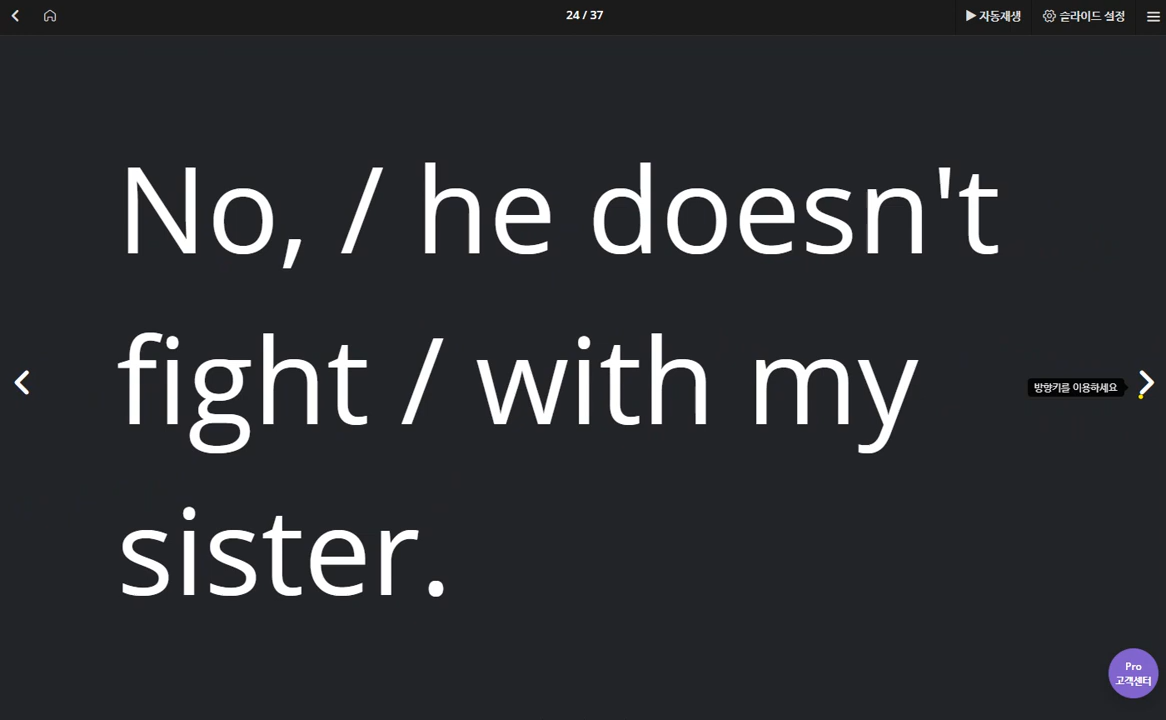 24 / 37
▶ 자동재생
슬라이드 설정
No, / he doesn't
fight / with my
sister.
방향키를 이용하세요
Pro
고객센터